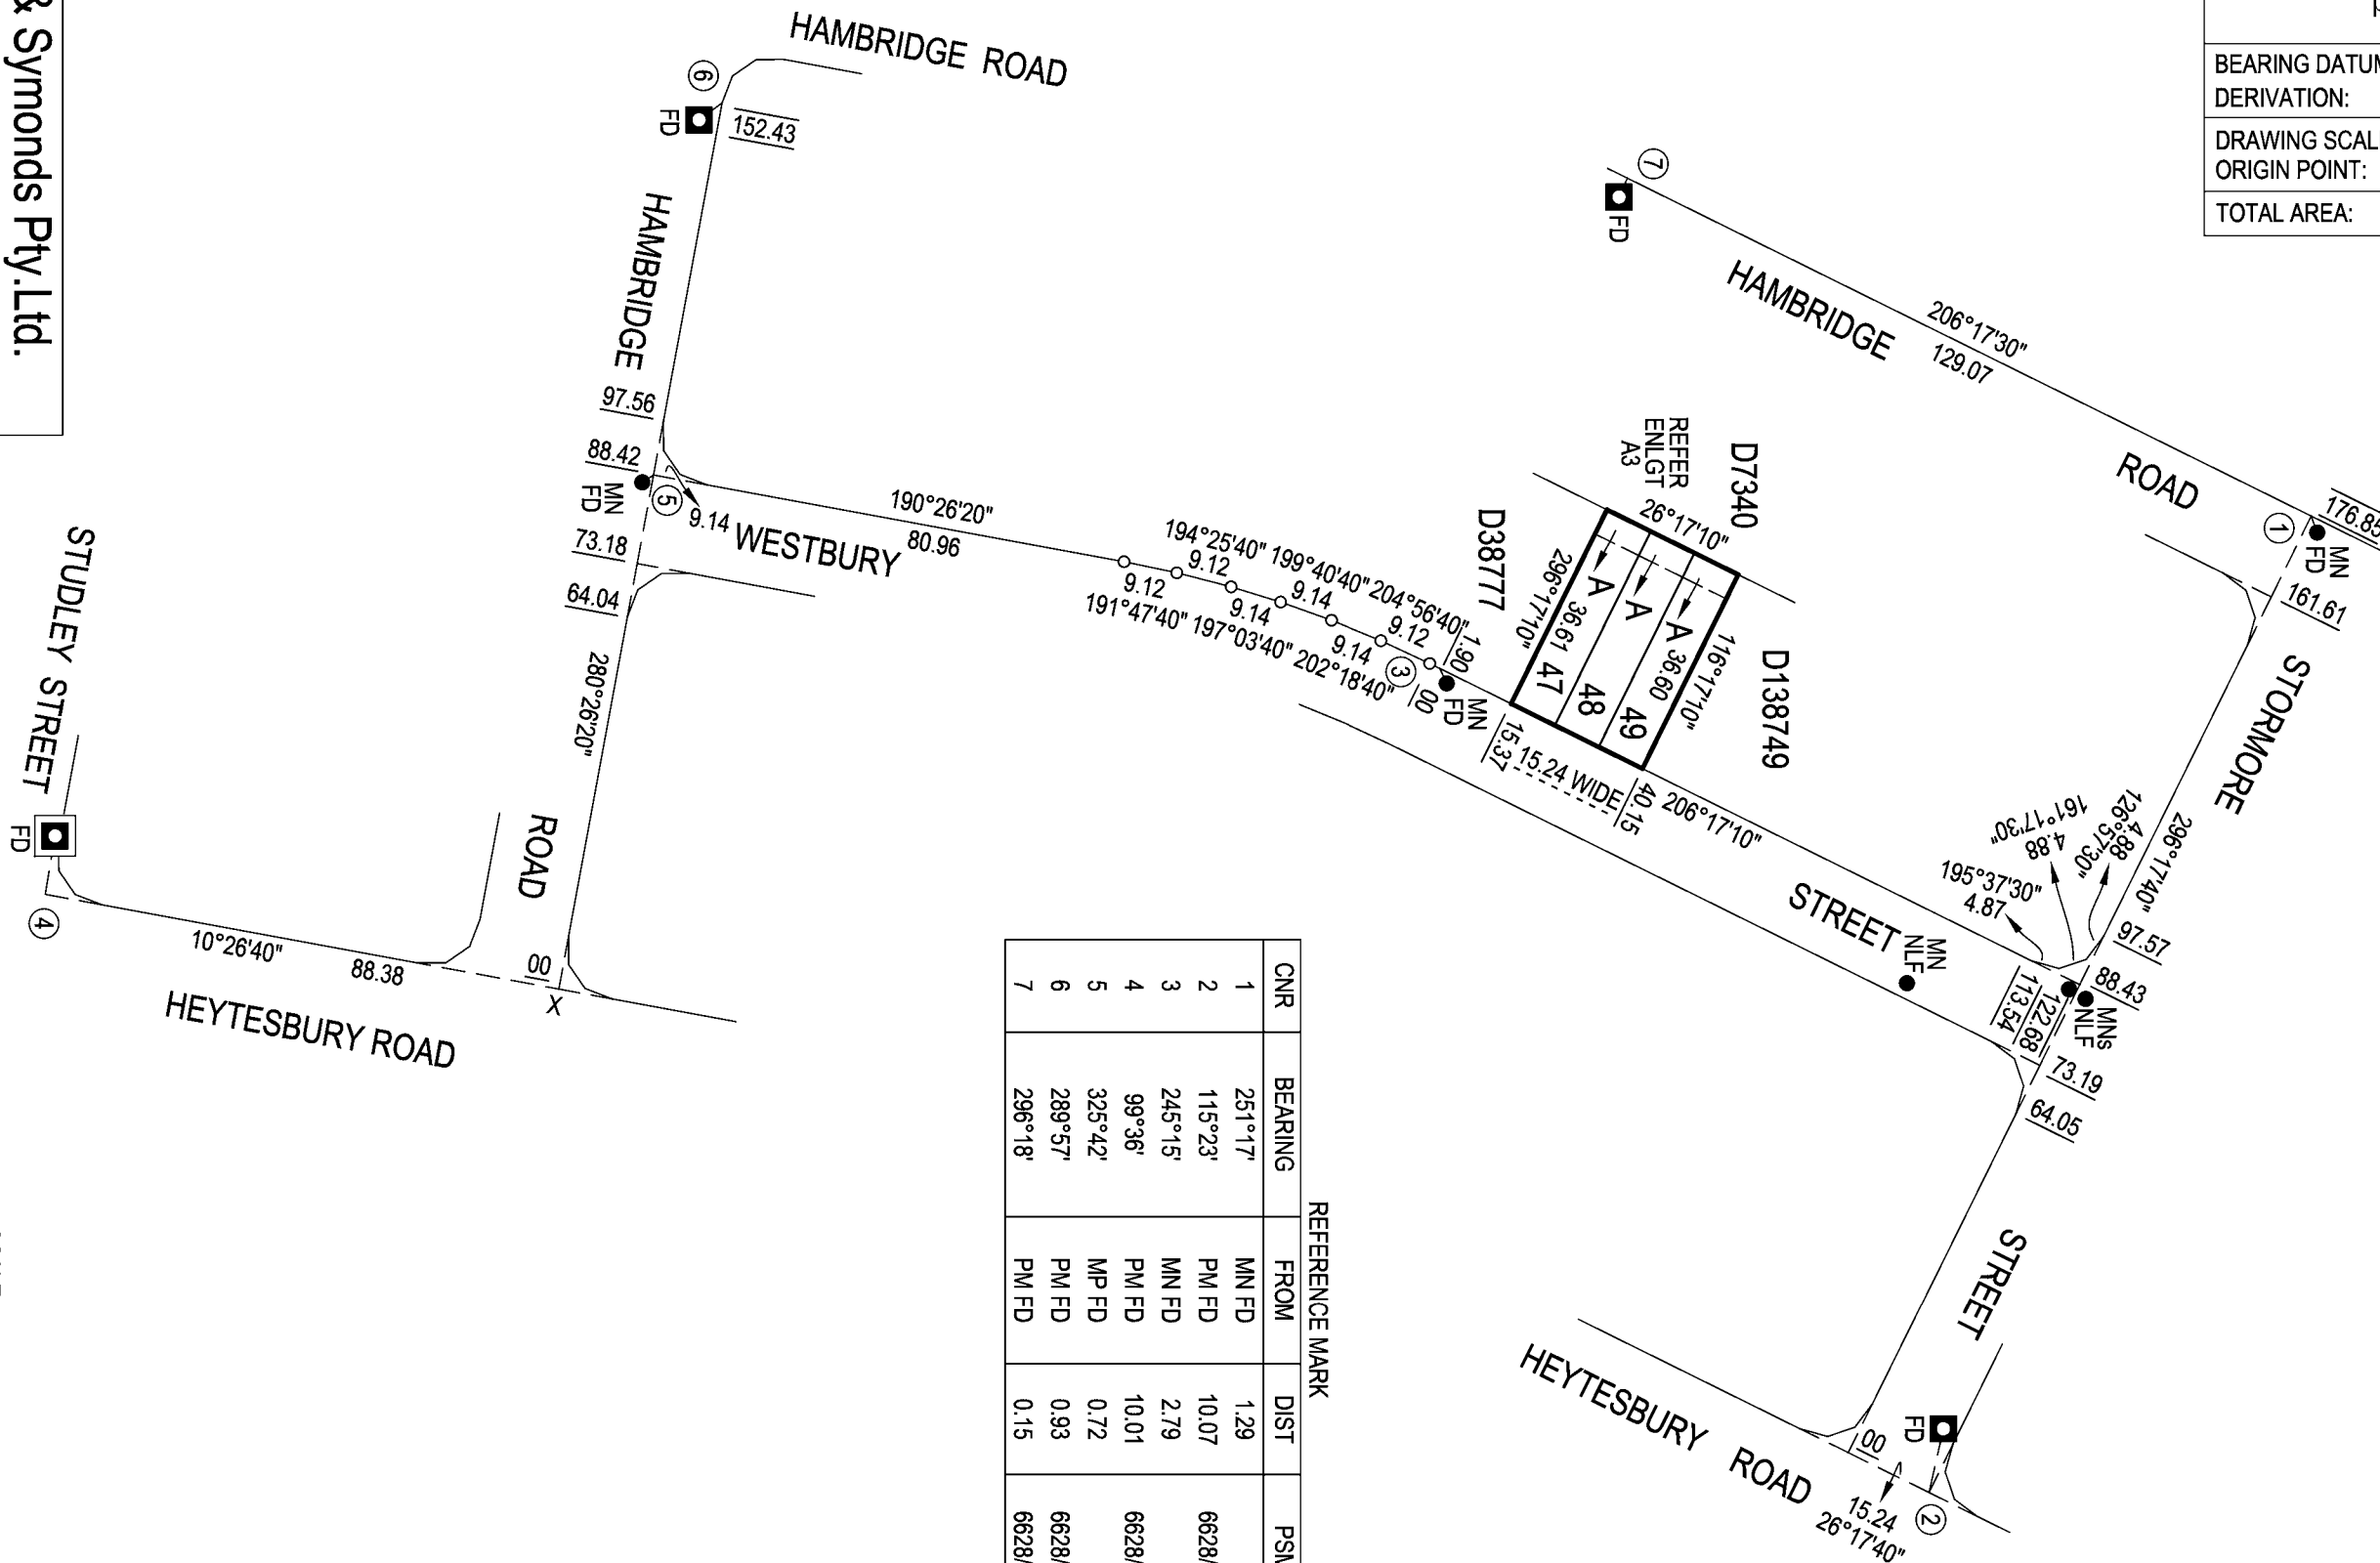 BEARING DATUM
DERIVATION:
DRAWING SCAL
ORIGIN POINT:
TOTAL AREA:
& Symonds Pty.Ltd.
HAMBRIDGE ROAD
6
FD
152.43
HAMBRIDGE
97.56
88.42
MN
FD
5
9.14
73.18
64.04
280°26'20"
ROAD
00
X
STUDLEY STREET
FD
4
10°26'40"
88.38
HEYTESBURY ROAD
190°26'20"
80.96
WESTBURY
194°25'40" 199°40'40" 204°56'40"
9.12
9.14
9.12
1.90
9.12
9.14
9.14
191°47'40" 197°03'40" 202°18'40"
3
00
MN
FD
7
FD
HAMBRIDGE
206°17'30"
129.07
ROAD
176.85
1
MN
FD
161.61
REFER
ENLGT
A3
D7340
26°17'10"
D38777
296°17'10"
A
36.61
47
A
48
A
36.60
49
116°17'10"
D138749
15.37
15.24 WIDE
40.15
206°17'10"
STORMORE
296°17'40"
126°57'30"
4.88
161°17'30"
4.88
195°37'30"
4.87
97.57
88.43
MNs
NLF
122.68
113.54
73.19
64.05
STREET
MN
NLF
STREET
HEYTESBURY ROAD
FD
00
15.24
26°17'40"
2
REFERENCE MARK
CNR BEARING FROM DIST PSM
1 251°17' MN FD 1.29
2 115°23' PM FD 10.07 6628/
3 245°15' MN FD 2.79
4 99°36' PM FD 10.01 6628/
5 325°42' MP FD 0.72
6 289°57' PM FD 0.93 6628/
7 296°18' PM FD 0.15 6628/